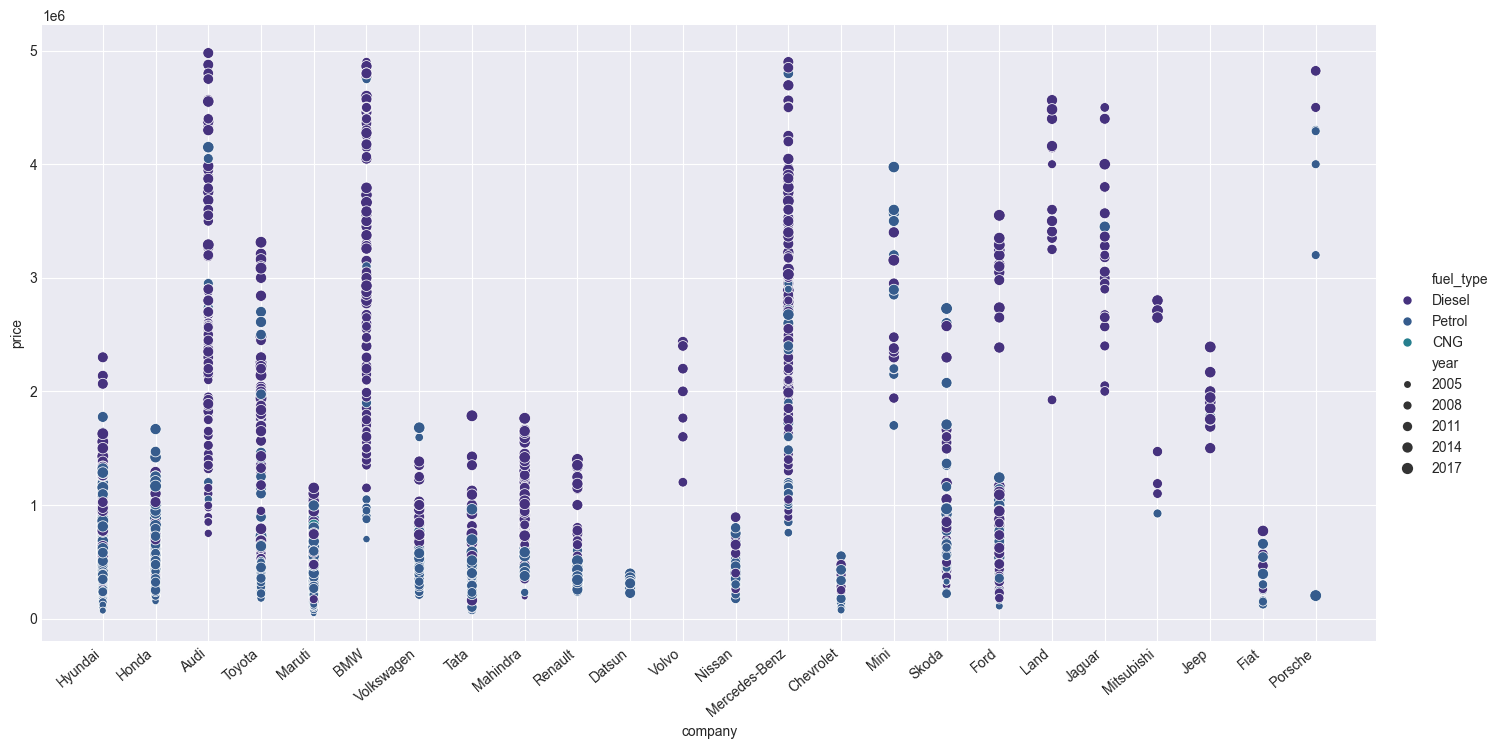 1e6
5
4
3
2
1
0
price
Hyundai
Honda
Audi
Toyota
Maruti
BMW
Volkswagen
Tata
Mahindra
Renault
Datsun
Volvo
Nissan
Mercedes-Benz
Chevrolet
Mini
Skoda
Ford
Land
Jaguar
Mitsubishi
Jeep
Fiat
Porsche
company
fuel_type
Diesel
Petrol
CNG
year
2005
2008
2011
2014
2017